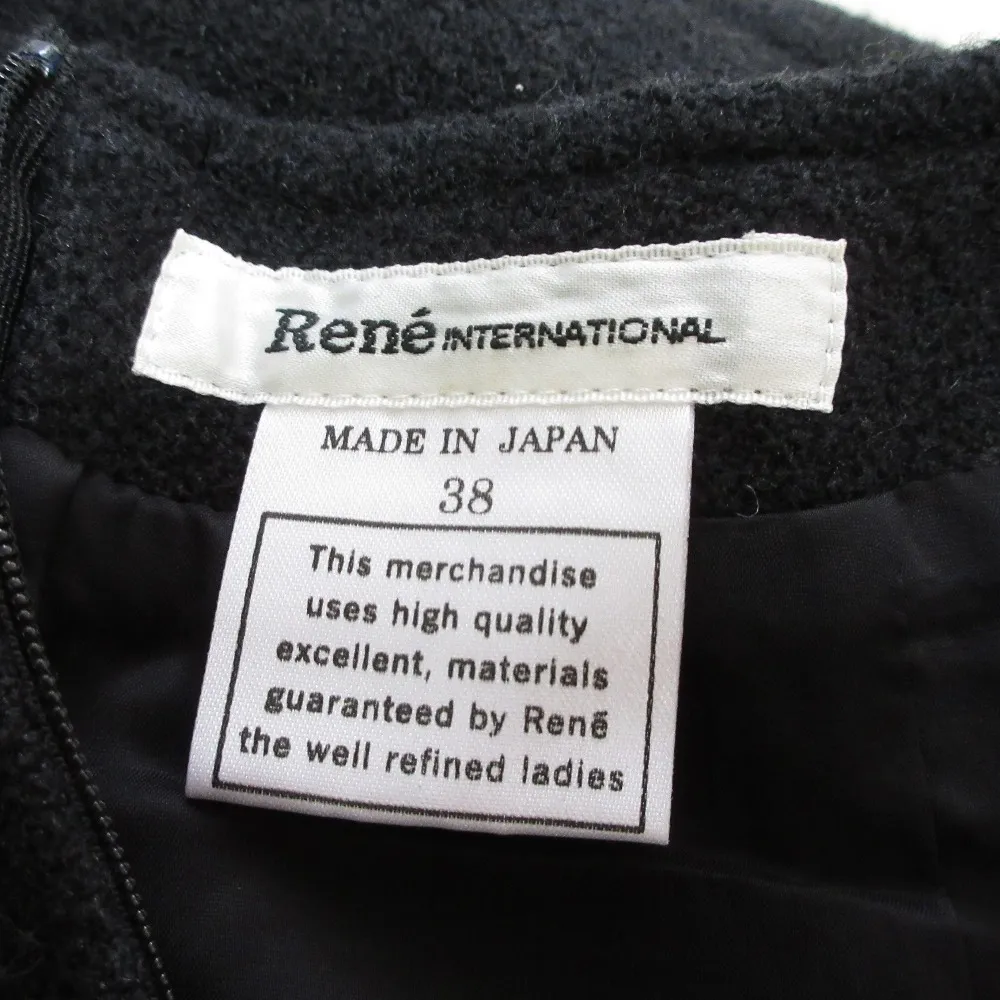 René INTERNATIONAL
MADE IN JAPAN
38
This merchandise
uses high quality
excellent, materials
guaranteed by René
the well refined ladies